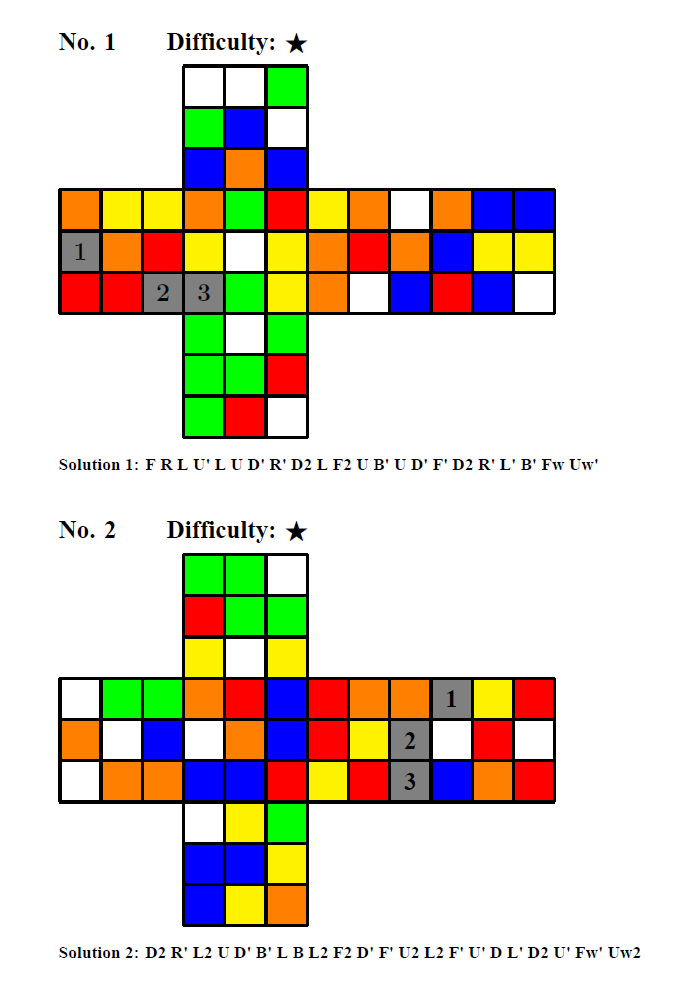 No. 1 Difficulty: ★
1
2 3
Solution 1: F R L U' L U D' R' D2 L F2 U B' U D' F' D2 R' L' B' Fw Uw'
No. 2 Difficulty: ★
1
2
3
Solution 2: D2 R' L2 U D' B' L B L2 F2 D' F' U2 L2 F' U' D L' D2 U' Fw' Uw2